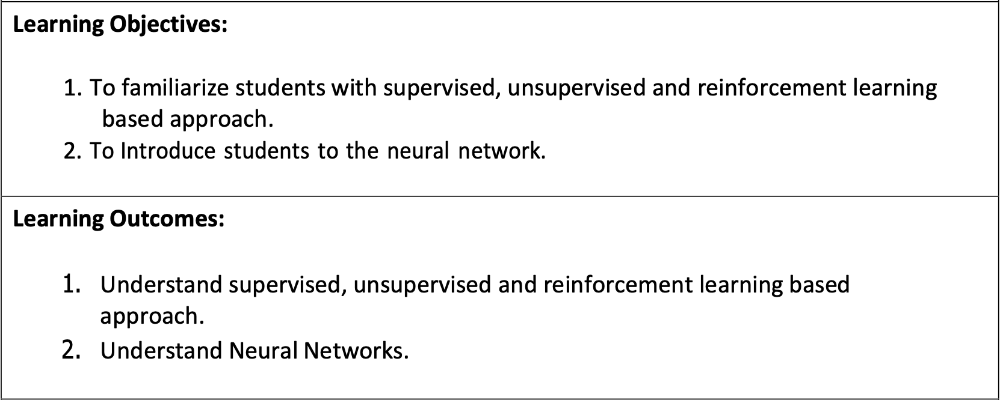 Learning Objectives:
1. To familiarize students with supervised, unsupervised and reinforcement learning
based approach.
2. To Introduce students to the neural network.
Learning Outcomes:
1. Understand supervised, unsupervised and reinforcement learning based
approach.
2. Understand Neural Networks.